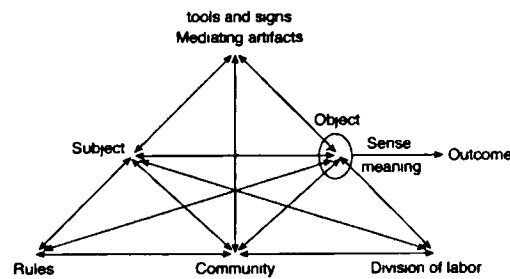 tools and signs
Mediating artifacts
Object
Subject
Sense
meaning
Outcome
Rules
Community
Division of labor